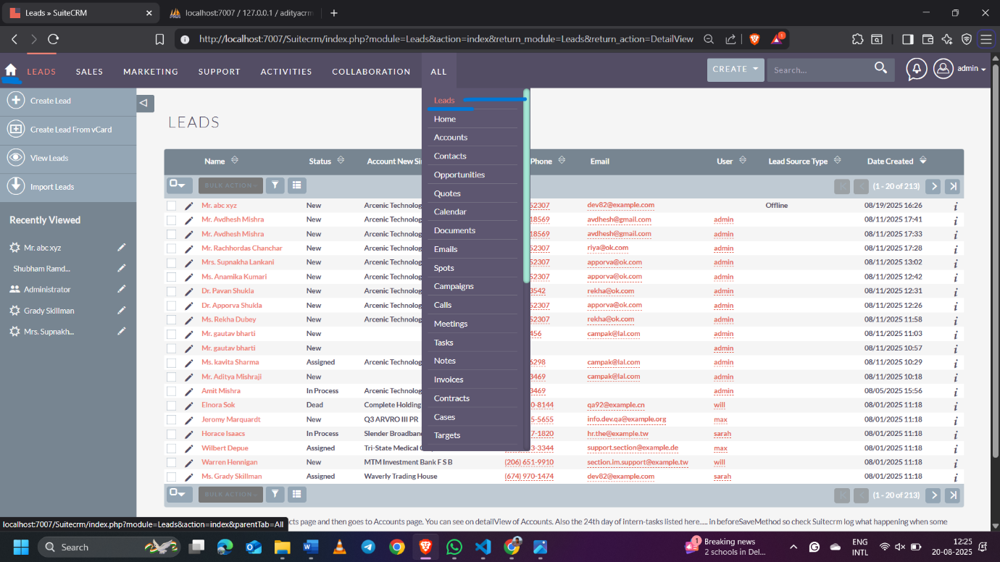 Leads » SuiteCRM
localhost:7007 / 127.0.0.1 / adityacrm
http://localhost:7007/Suitecrm/index.php?module=Leads&action=index&return_module=Leads&return_action=DetailView
1
LEADS SALES MARKETING SUPPORT ACTIVITIES COLLABORATION ALL CREATE Search... admin
Create Lead
Create Lead From vCard
View Leads
Import Leads
Recently Viewed
Mr. abc xyz
Shubham Ramd...
Administrator
Grady Skillman
Mrs. Supnakh...
Leads
Home
Accounts
Contacts
Opportunities
Quotes
Calendar
Documents
Emails
Spots
Campaigns
Calls
Meetings
Tasks
Notes
Invoices
Contracts
Cases
Targets
LEADS
Name Status Account New Si Phone Email User Lead Source Type Date Created
BULK ACTION (1 - 20 of 213)
Mr. abc xyz New Arcenic Technolog 52307 dev82@example.com Offline 08/19/2025 16:26
Mr. Avdhesh Mishra New Arcenic Technolog 18569 avdhesh@gmail.com admin 08/11/2025 17:41
Mr. Avdhesh Mishra New Arcenic Technolog 18569 avdhesh@gmail.com admin 08/11/2025 17:33
Mr. Rachhordas Chanchar New Arcenic Technolog 52307 riya@ok.com admin 08/11/2025 17:28
Mrs. Supnakha Lankani New Arcenic Technolog 52307 apporva@ok.com admin 08/11/2025 13:02
Ms. Anamika Kumari New Arcenic Technolog 52307 apporva@ok.com admin 08/11/2025 12:42
Dr. Pavan Shukla New Arcenic Technolog 3542 rekha@ok.com admin 08/11/2025 12:31
Dr. Apporva Shukla New Arcenic Technolog 52307 apporva@ok.com admin 08/11/2025 12:26
Ms. Rekha Dubey New Arcenic Technolog 52307 rekha@ok.com admin 08/11/2025 11:58
Mr. gautav bharti New 456 campak@lal.com admin 08/11/2025 11:03
Mr. gautav bharti New admin 08/11/2025 10:57
Ms. kavita Sharma Assigned Arcenic Technolog 6298 campak@lal.com admin 08/11/2025 10:29
Mr. Aditya Mishraji New 3469 campak@lal.com admin 08/11/2025 10:18
Amit Mishra In Process Arcenic Technolog 3469 admin 08/05/2025 15:56
Elnora Sok Dead Complete Holding 0-8144 qa92@example.cn will 08/01/2025 11:18
Jeromy Marquardt New Q3 ARVRO III PR 5-5655 info.dev.qa@example.org max 08/01/2025 11:18
Horace Isaacs In Process Slender Broadban 7-1820 hr.the@example.tw sarah 08/01/2025 11:18
Wilbert Depue Assigned Tri-State Medical 3-3344 support.section@example.de max 08/01/2025 11:18
Warren Hennigan New MTM Investment Bank F S B (206) 651-9910 section.im.support@example.tw will 08/01/2025 11:18
Ms. Grady Skillman Assigned Waverly Trading House (674) 970-1474 dev82@example.com sarah 08/01/2025 11:18
BULK ACTION (1 - 20 of 213)
localhost:7007/Suitecrm/index.php?module=Leads&action=index&parentTab=All
cts page and then goes to Accounts page. You can see on detailView of Accounts. Also the 24th day of intern-tasks listed here..... in beforeSaveMethod so check Suitecrm log what happening when some
Search
1
Breaking news
2 schools in Del...
ENG
INTL
12:25
20-08-2025